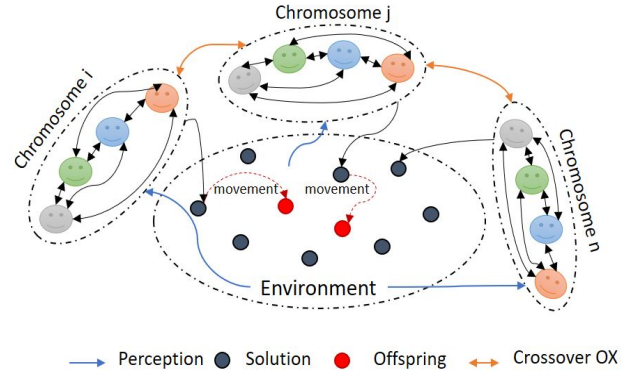 Chromosome j
Chromosome i
Chromosome n
movement
movement
Environment
Perception
Solution
Offspring
Crossover OX